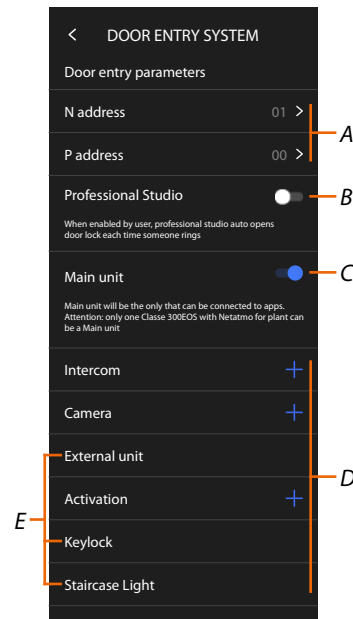 < DOOR ENTRY SYSTEM
Door entry parameters
N address 01 >
A
P address 00 >
Professional Studio
B
When enabled by user, professional studio auto opens
door lock each time someone rings
Main unit
C
Main unit will be the only that can be connected to apps.
Attention: only one Classe 300EOS with Netatmo for plant can
be a Main unit
Intercom +
Camera +
External unit
D
Activation +
E
Keylock
Staircase Light